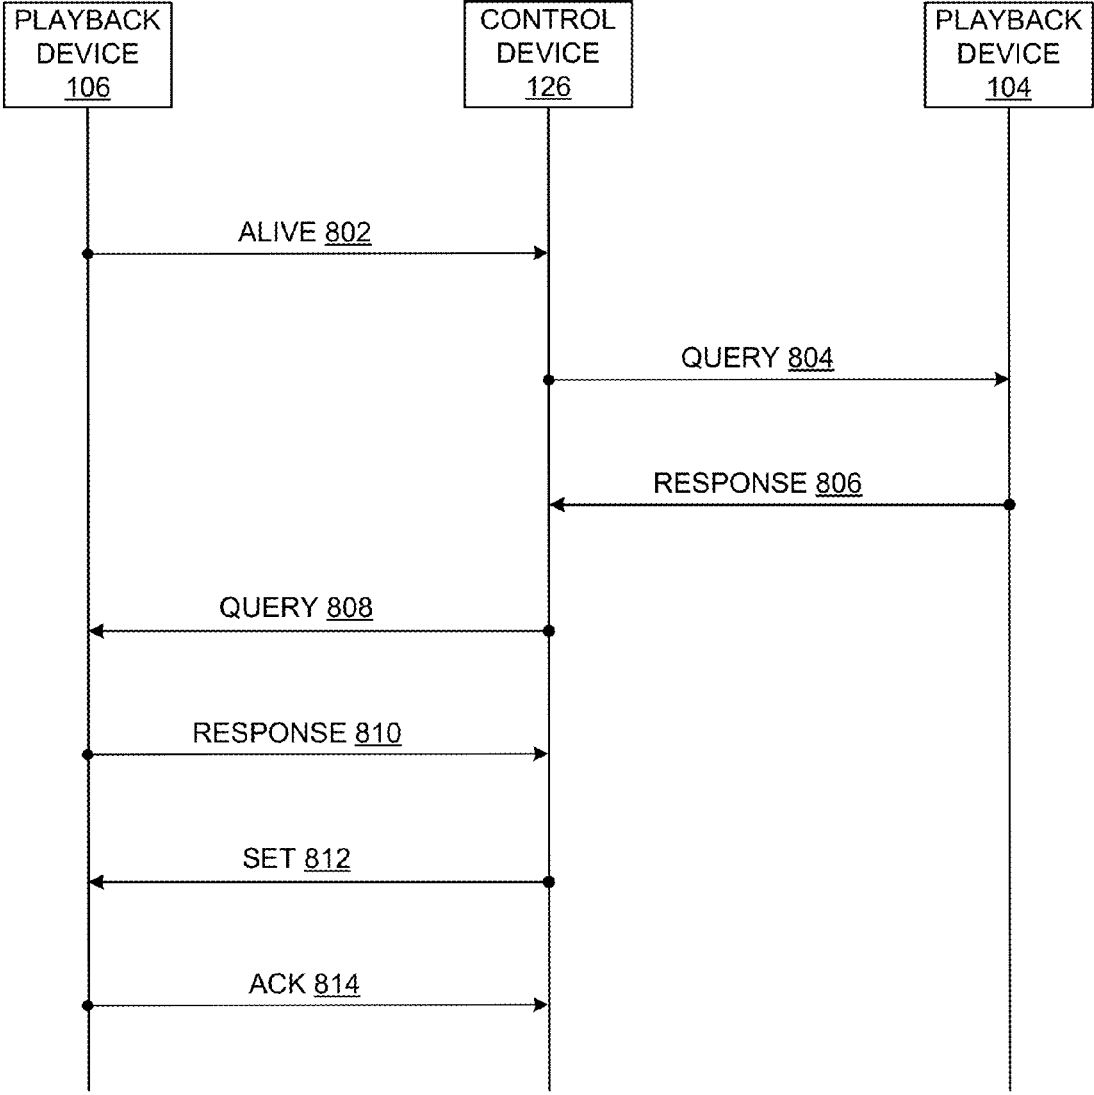 PLAYBACK
DEVICE
106
CONTROL
DEVICE
126
PLAYBACK
DEVICE
104
ALIVE 802
QUERY 804
RESPONSE 806
QUERY 808
RESPONSE 810
SET 812
ACK 814